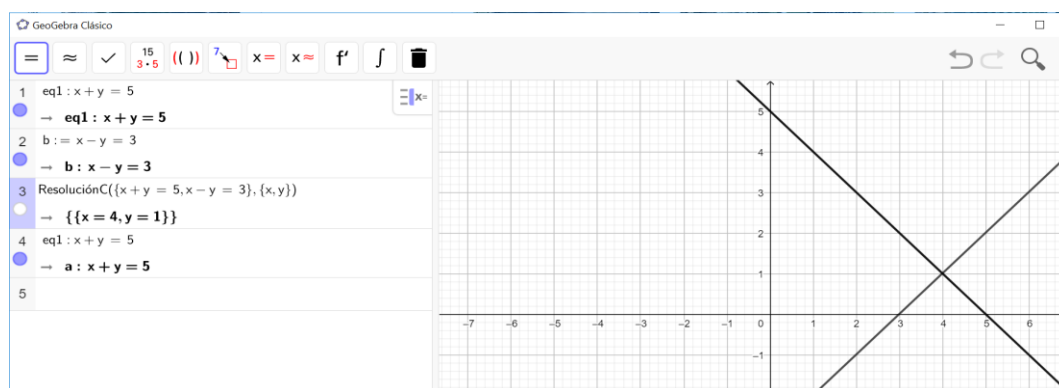 GeoGebra Clásico
= ≈ ✓ 15 3·5 (( )) 7 x= x≈ f′ ∫
1 eq1 : x + y = 5
→ eq1 : x + y = 5
x=
2 b := x − y = 3
→ b : x − y = 3
3 ResoluciónC({x + y = 5, x − y = 3}, {x, y})
→ {{x = 4, y = 1}}
4 eq1 : x + y = 5
→ a : x + y = 5
5
5
4
3
2
1
−7 −6 −5 −4 −3 −2 −1 0 1 2 3 4 5 6
−1